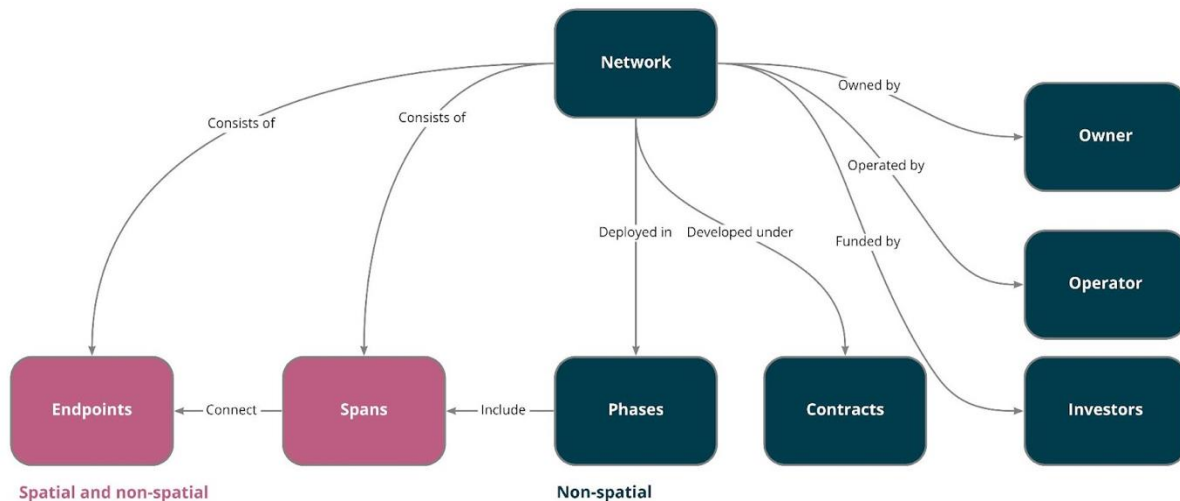 Network
Owned by
Consists of
Consists of
Owner
Operated by
Deployed in
Developed under
Funded by
Operator
Endpoints
Connect
Spans
Include
Phases
Contracts
Investors
Spatial and non-spatial
Non-spatial